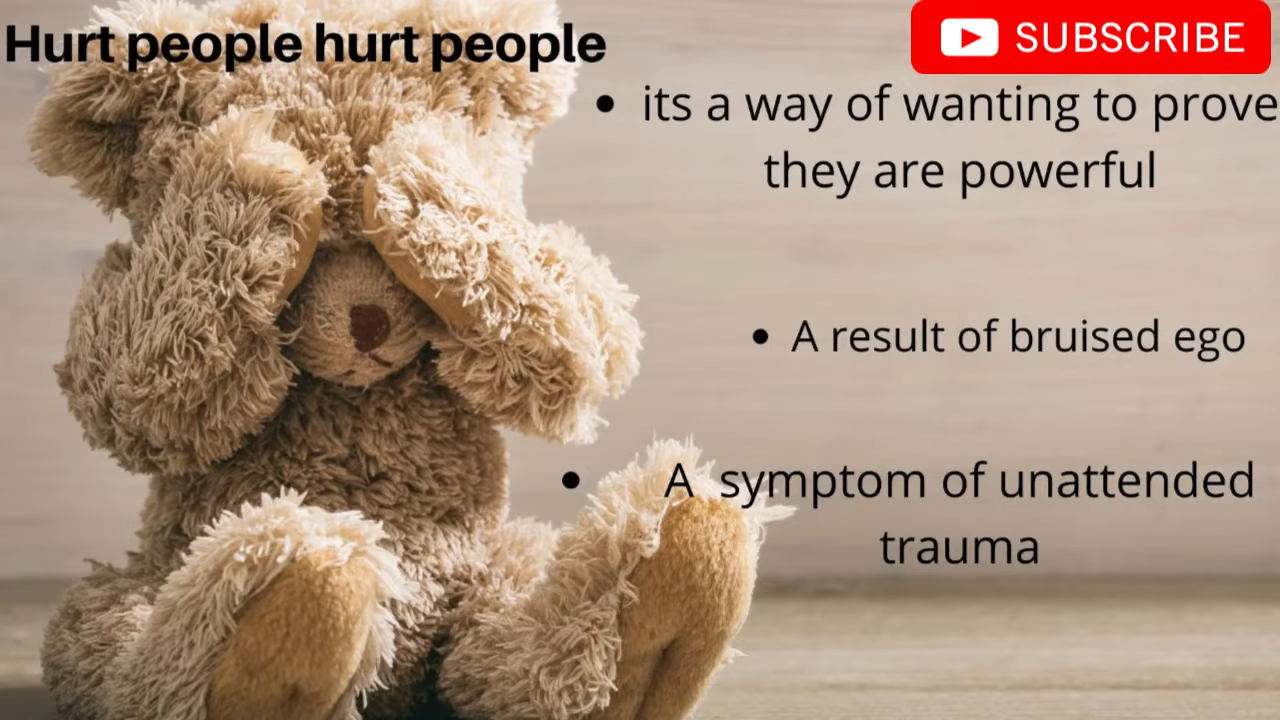 Hurt people hurt people
SUBSCRIBE
• its a way of wanting to prove
they are powerful
• A result of bruised ego
• A symptom of unattended
trauma